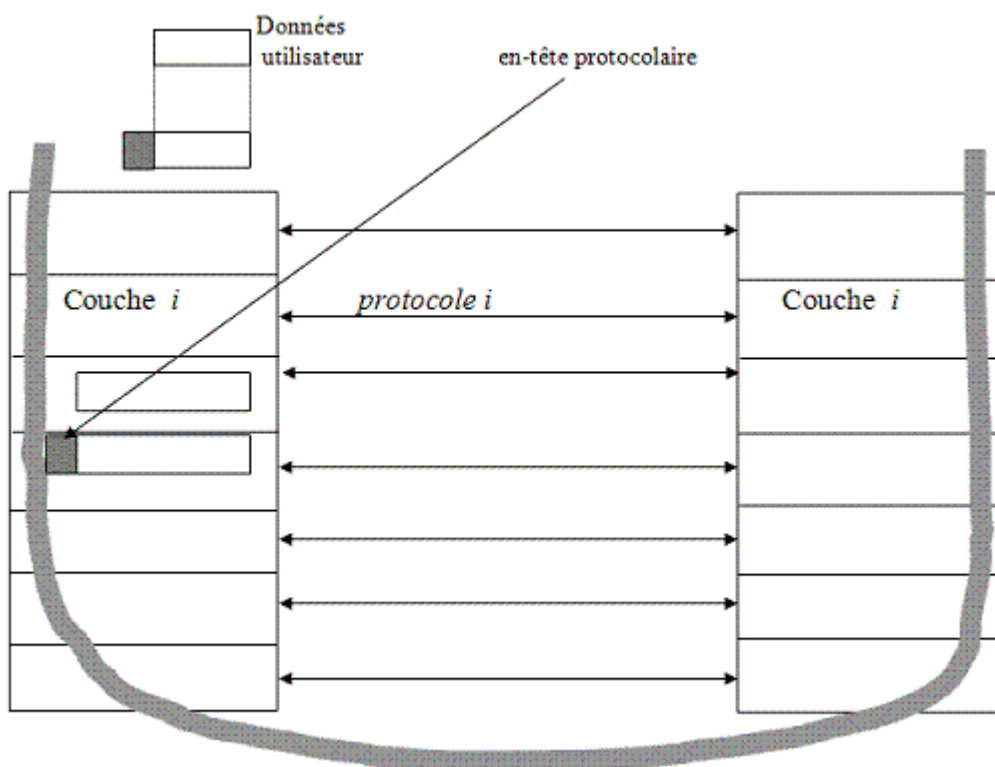 Données
utilisateur
en-tête protocolaire
Couche i
protocole i
Couche i